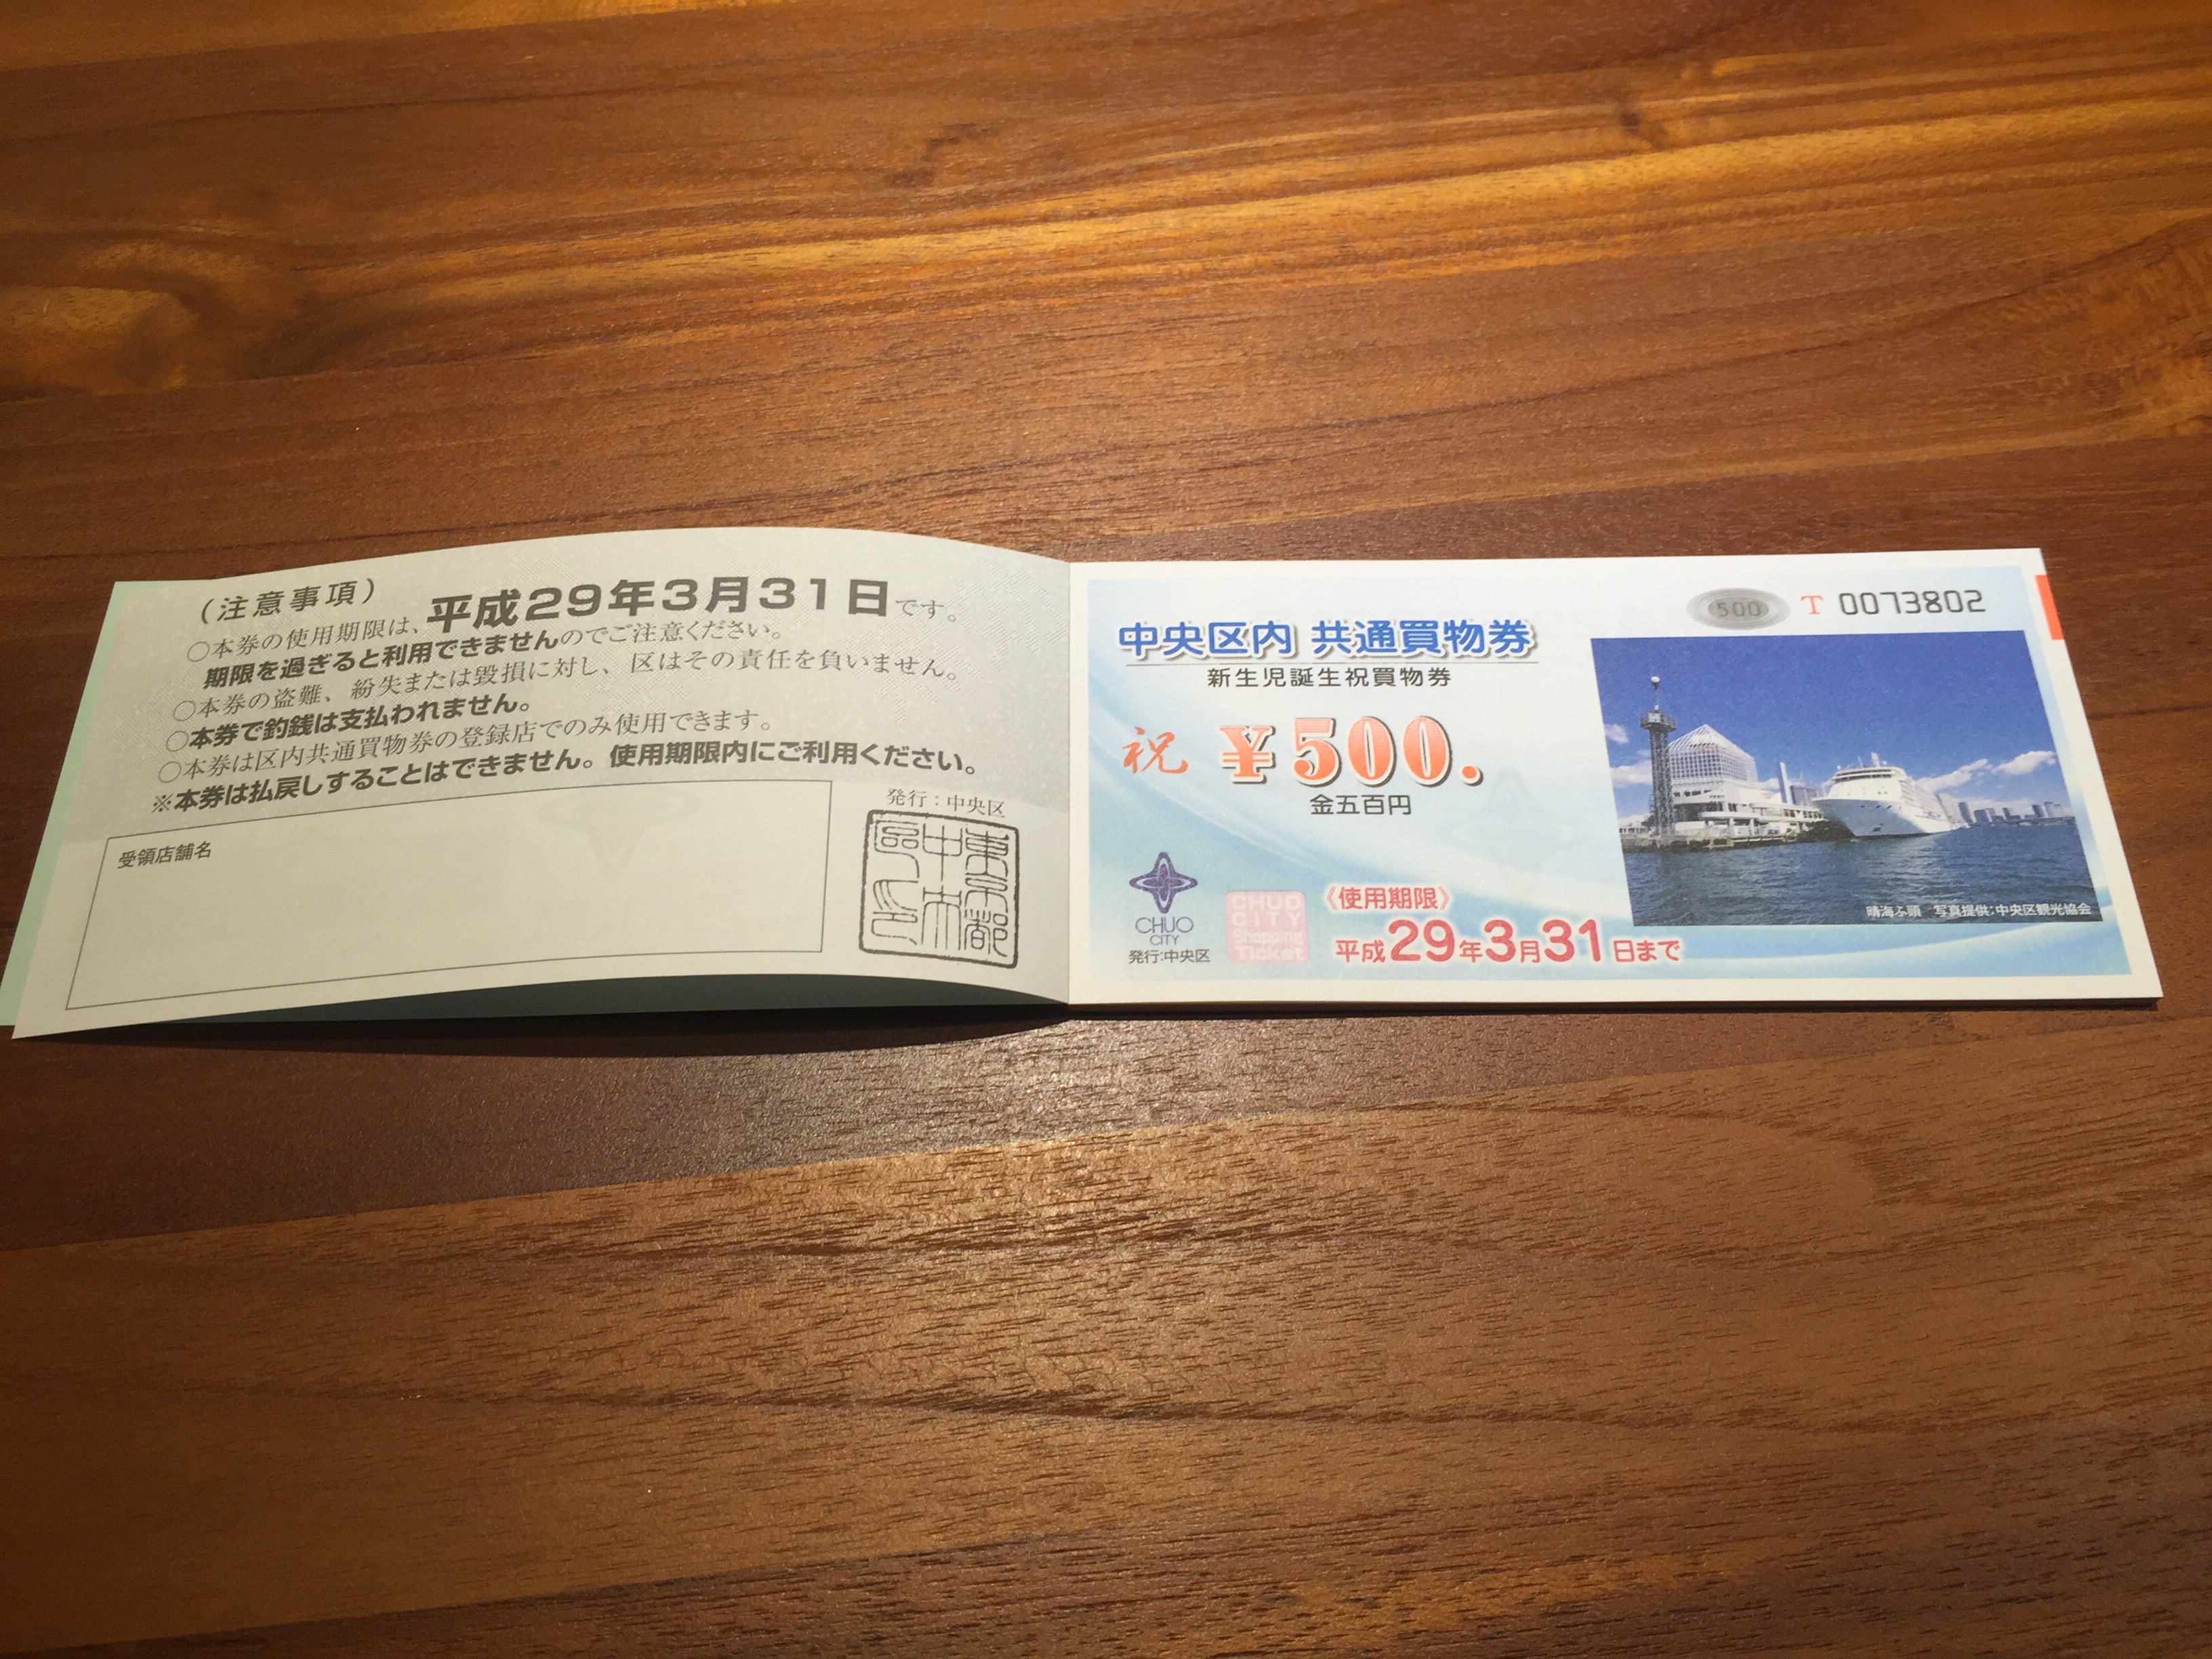 （注意事項）
○本券の使用期限は、平成29年3月31日です。
期限を過ぎると利用できませんのでご注意ください。
○本券の盗難、紛失または毀損に対し、区はその責任を負いません。
○本券で釣銭は支払われません。
○本券は区内共通買物券の登録店でのみ使用できます。
※本券は払戻しすることはできません。使用期限内にご利用ください。
受領店舗名
発行：中央区
東京都
中央
區印
500 T 0073802
中央区内 共通買物券
新生児誕生祝買物券
祝 ¥500.
金五百円
CHUO
CITY
発行:中央区
CHUO
CITY
Shopping
Ticket
《使用期限》
平成29年3月31日まで
晴海ふ頭 写真提供:中央区観光協会